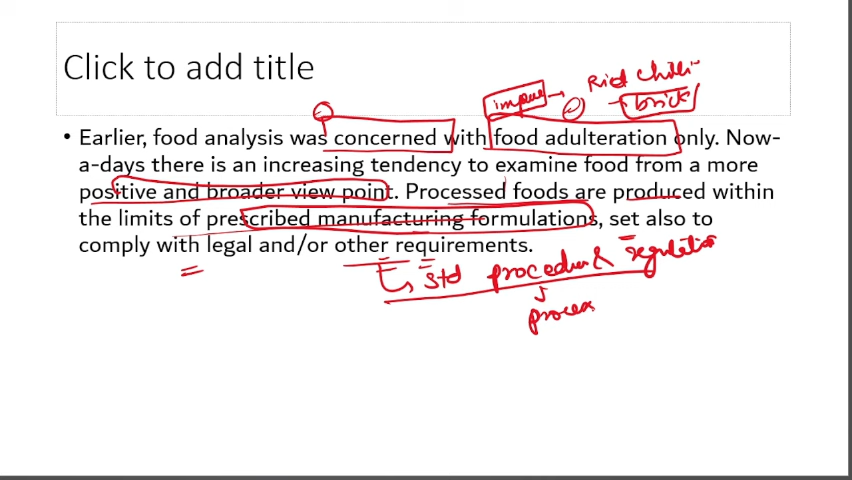 Click to add title
impure Red chilli
brick
• Earlier, food analysis was concerned with food adulteration only. Now-
a-days there is an increasing tendency to examine food from a more
positive and broader view point. Processed foods are produced within
the limits of prescribed manufacturing formulations, set also to
comply with legal and/or other requirements.
std procedure & regulation
process